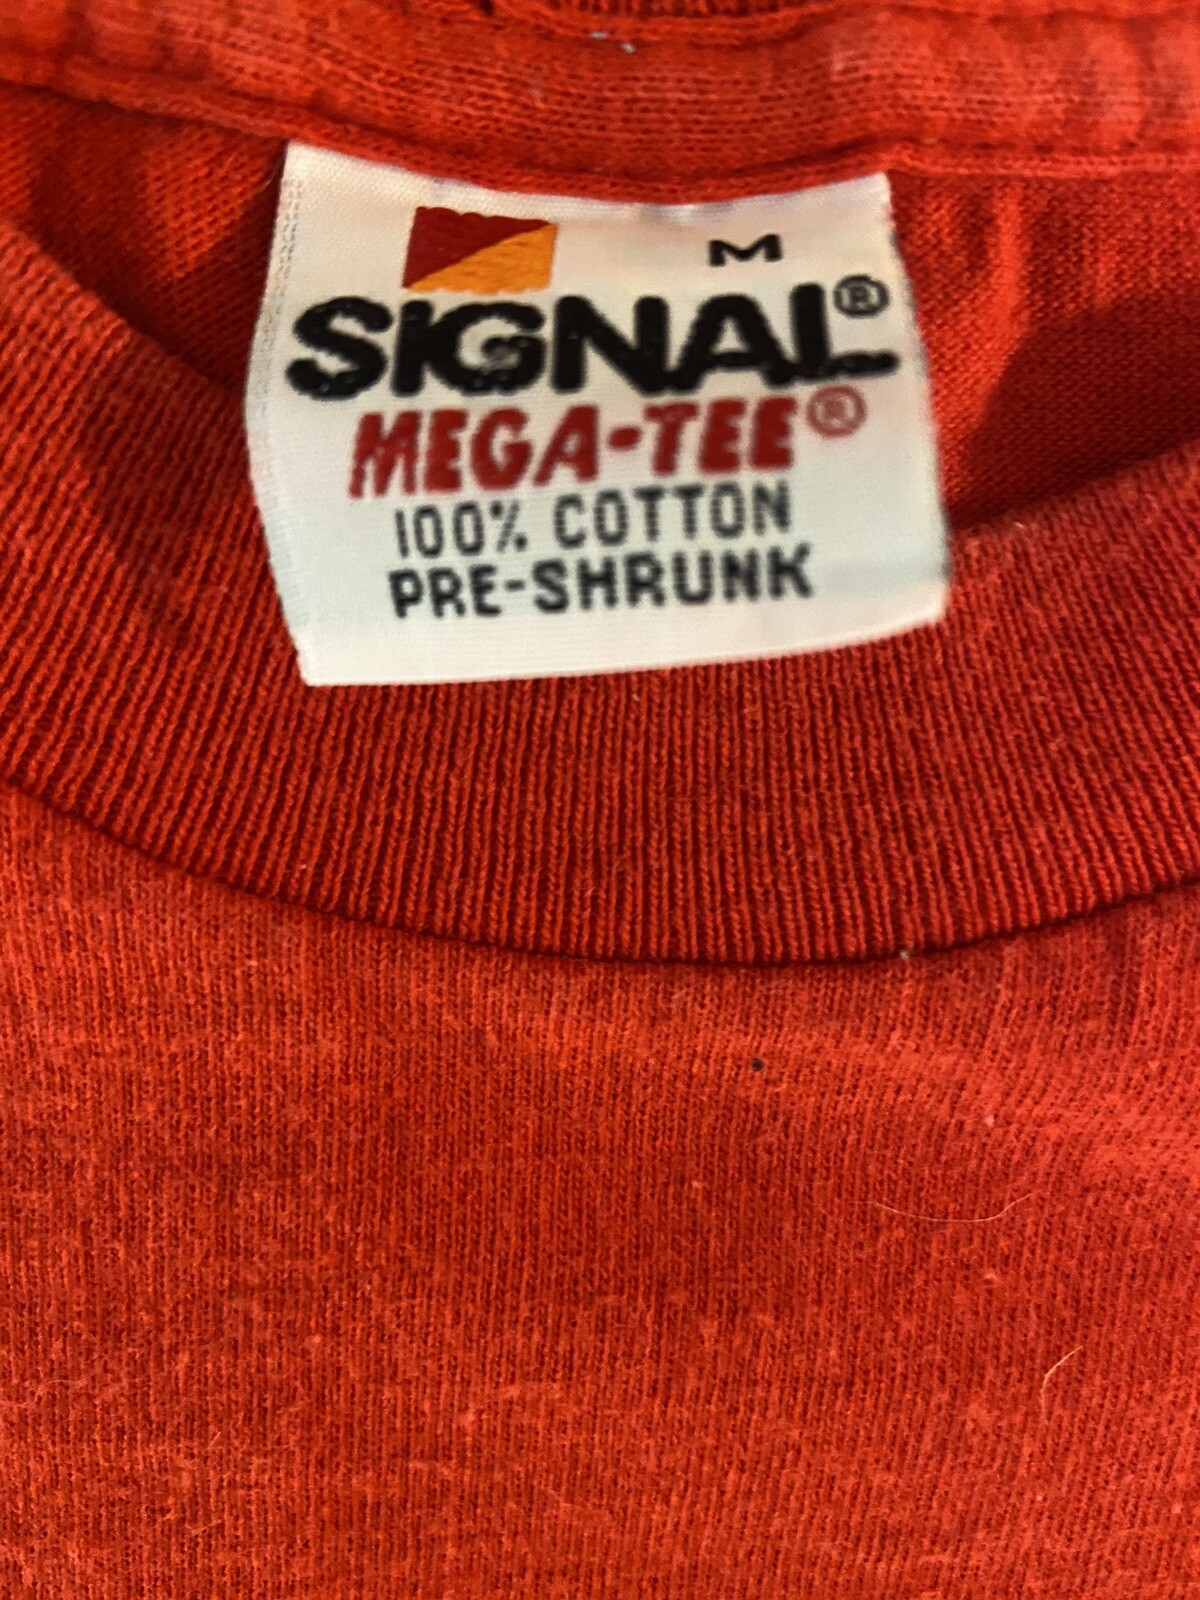 M
SIGNAL®
MEGA-TEE®
100% COTTON
PRE-SHRUNK